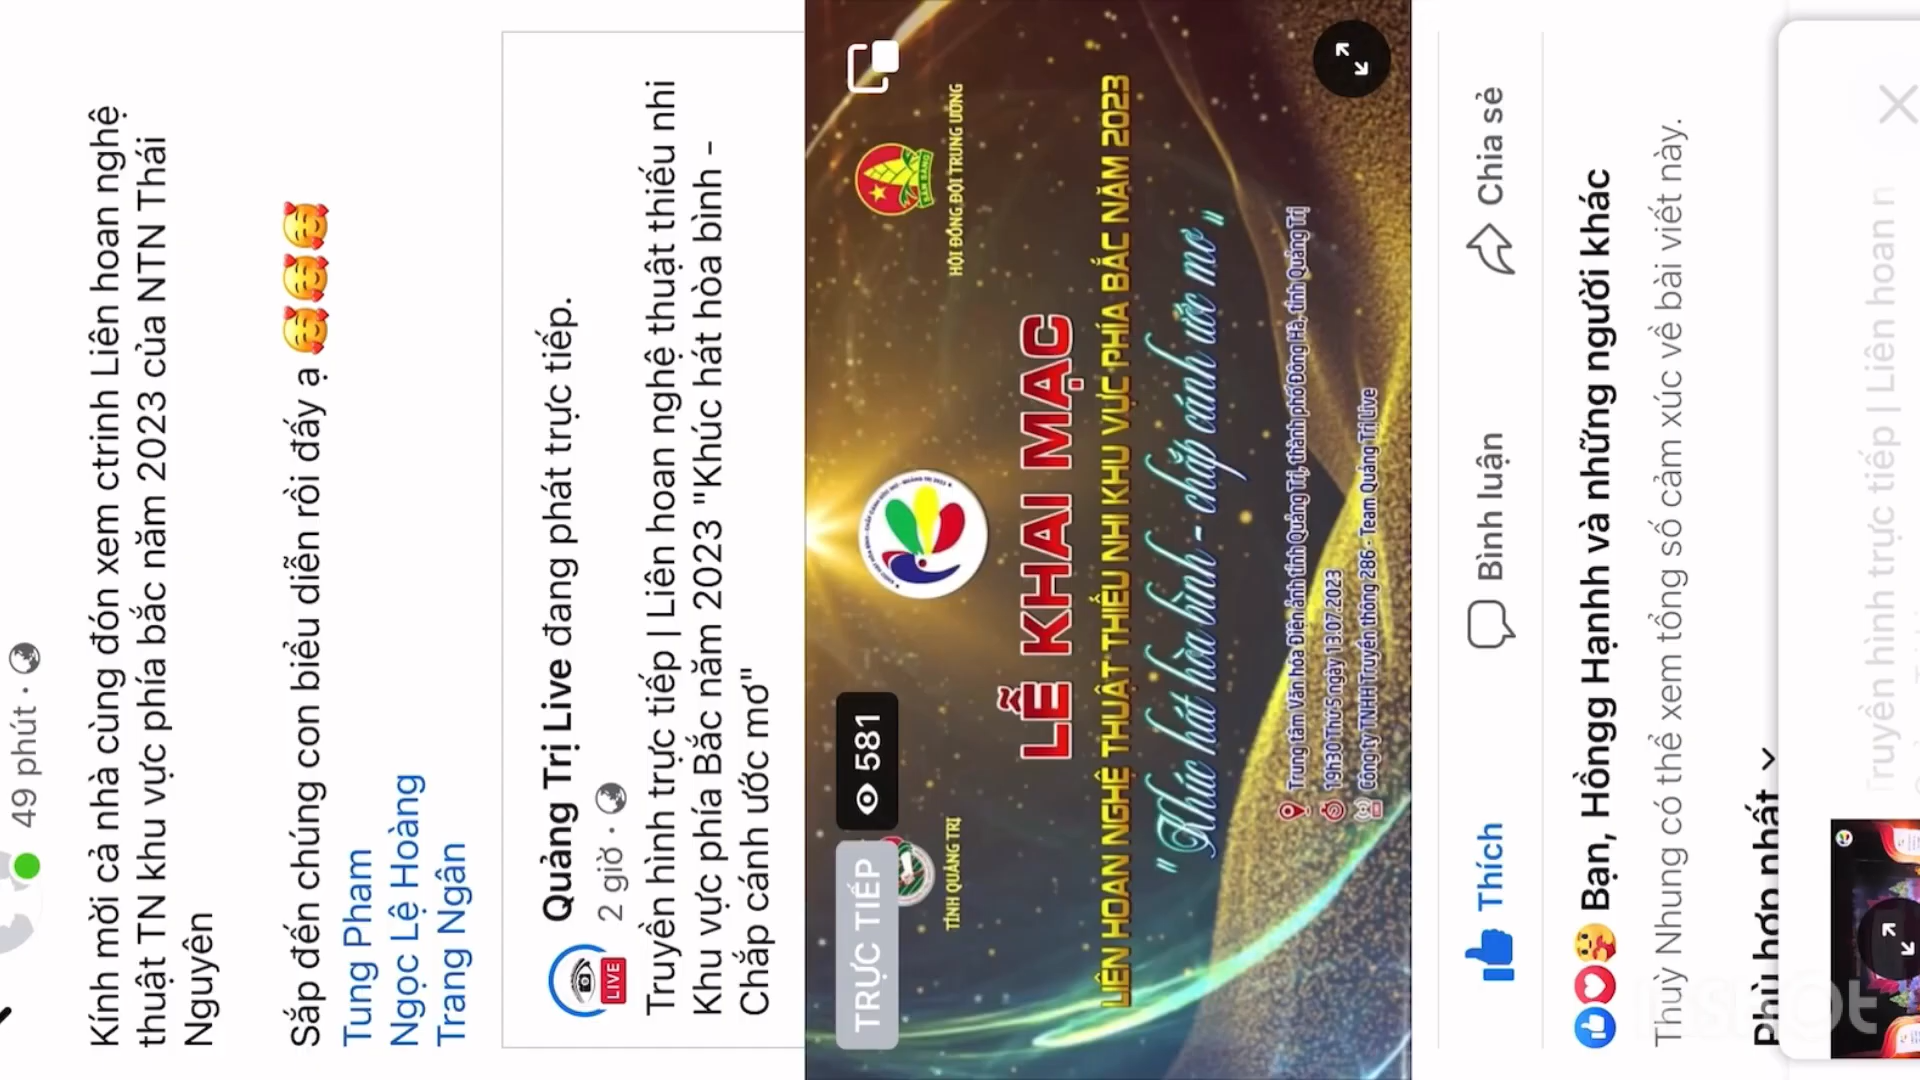 49 phút ·
Kính mời cả nhà cùng đón xem ctrinh Liên hoan nghệ
thuật TN khu vực phía bắc năm 2023 của NTN Thái
Nguyên
Sắp đến chúng con biểu diễn rồi đấy ạ 🥰🥰🥰
Tung Pham
Ngọc Lệ Hoàng
Trang Ngân
LIVE
Quảng Trị Live đang phát trực tiếp.
2 giờ ·
Truyền hình trực tiếp | Liên hoan nghệ thuật thiếu nhi
Khu vực phía Bắc năm 2023 "Khúc hát hòa bình -
Chắp cánh ước mơ"
TRỰC TIẾP
581
TỈNH QUẢNG TRỊ
SẴN SÀNG
HỘI ĐỒNG ĐỘI TRUNG ƯƠNG
LỄ KHAI MẠC
LIÊN HOAN NGHỆ THUẬT THIẾU NHI KHU VỰC PHÍA BẮC NĂM 2023
"Khúc hát hòa bình - chắp cánh ước mơ"
Trung tâm Văn hóa Điện ảnh tỉnh Quảng Trị, thành phố Đông Hà, tỉnh Quảng Trị
19h30 Thứ 5 ngày 13.07.2023
Công ty TNHH Truyền thông 286 - Team Quảng Trị Live
Thích
Bình luận
Chia sẻ
Bạn, Hồngg Hạnhh và những người khác
Thuỳ Nhung có thể xem tổng số cảm xúc về bài viết này.
Phù hợp nhất
Truyền hình trực tiếp | Liên hoan n